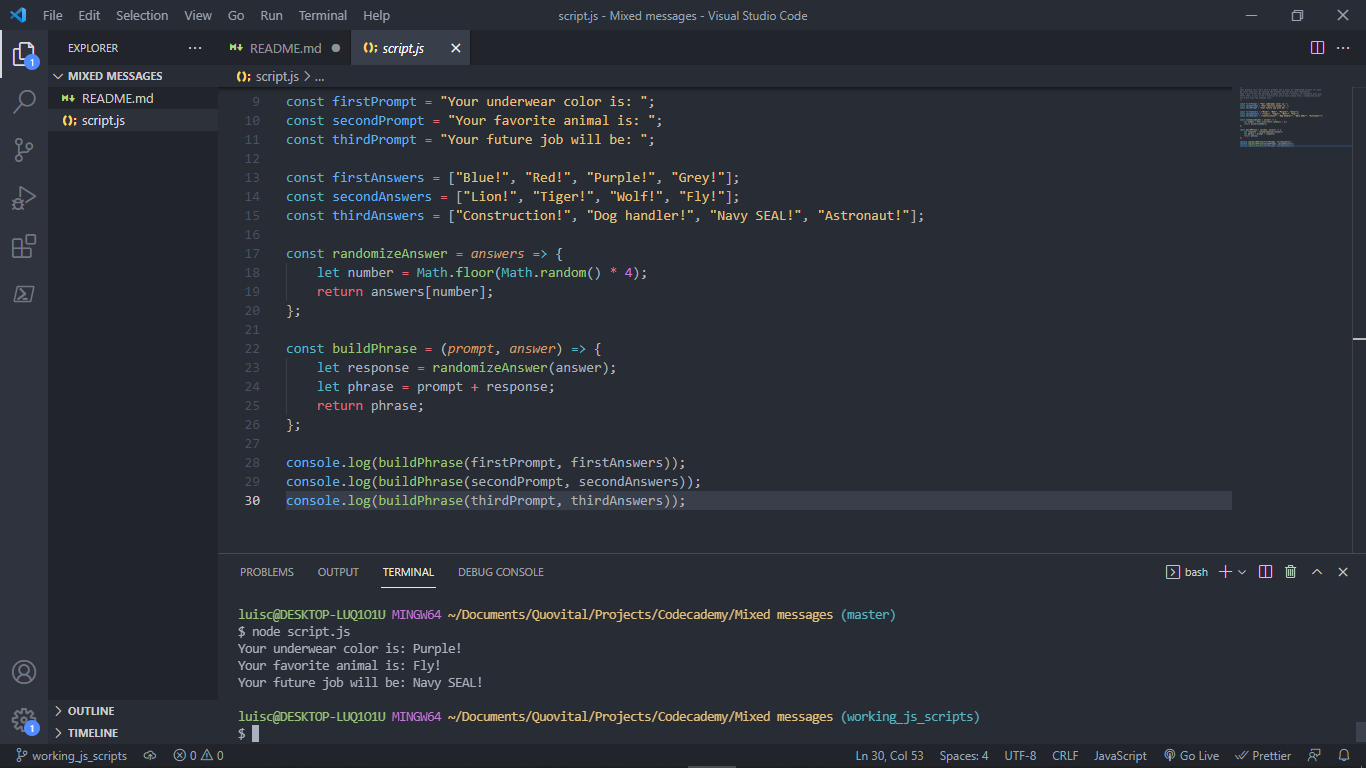 File Edit Selection View Go Run Terminal Help script.js - Mixed messages - Visual Studio Code
EXPLORER ... README.md script.js
MIXED MESSAGES
script.js > ...
README.md
script.js
1
9 const firstPrompt = "Your underwear color is: ";
10 const secondPrompt = "Your favorite animal is: ";
11 const thirdPrompt = "Your future job will be: ";
12
13 const firstAnswers = ["Blue!", "Red!", "Purple!", "Grey!"];
14 const secondAnswers = ["Lion!", "Tiger!", "Wolf!", "Fly!"];
15 const thirdAnswers = ["Construction!", "Dog handler!", "Navy SEAL!", "Astronaut!"];
16
17 const randomizeAnswer = answers => {
18     let number = Math.floor(Math.random() * 4);
19     return answers[number];
20 };
21
22 const buildPhrase = (prompt, answer) => {
23     let response = randomizeAnswer(answer);
24     let phrase = prompt + response;
25     return phrase;
26 };
27
28 console.log(buildPhrase(firstPrompt, firstAnswers));
29 console.log(buildPhrase(secondPrompt, secondAnswers));
30 console.log(buildPhrase(thirdPrompt, thirdAnswers));
PROBLEMS OUTPUT TERMINAL DEBUG CONSOLE bash
luisc@DESKTOP-LUQ1O1U MINGW64 ~/Documents/Quovital/Projects/Codecademy/Mixed messages (master)
$ node script.js
Your underwear color is: Purple!
Your favorite animal is: Fly!
Your future job will be: Navy SEAL!
luisc@DESKTOP-LUQ1O1U MINGW64 ~/Documents/Quovital/Projects/Codecademy/Mixed messages (working_js_scripts)
$
OUTLINE
TIMELINE
1
working_js_scripts 0 0 Ln 30, Col 53 Spaces: 4 UTF-8 CRLF JavaScript Go Live Prettier